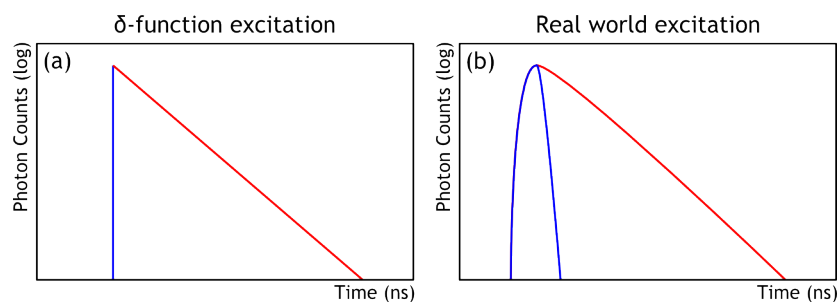 δ-function excitation
(a)
Photon Counts (log)
Time (ns)
Real world excitation
(b)
Photon Counts (log)
Time (ns)